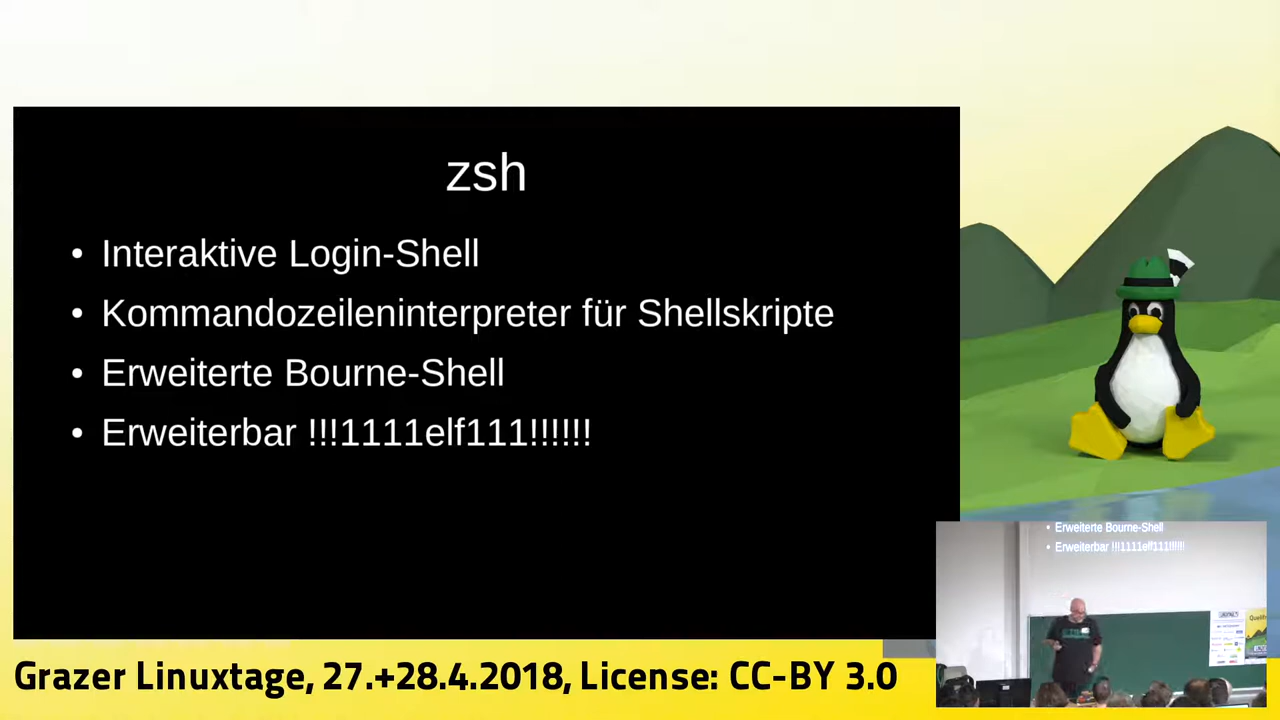 zsh
• Interaktive Login-Shell
• Kommandozeileninterpreter für Shellskripte
• Erweiterte Bourne-Shell
• Erweiterbar !!!1111elf111!!!!!!
• Erweiterte Bourne-Shell
• Erweiterbar !!!1111elf111!!!!!!
Grazer Linuxtage, 27.+28.4.2018, License: CC-BY 3.0